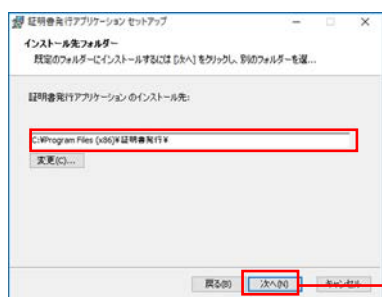 証明書発行アプリケーション セットアップ
インストール先フォルダー
既定のフォルダーにインストールするには [次へ] をクリックし、別のフォルダーを選...
証明書発行アプリケーション のインストール先:
C:¥Program Files (x86)¥証明書発行¥
変更(C)...
戻る(B) 次へ(N) キャンセル